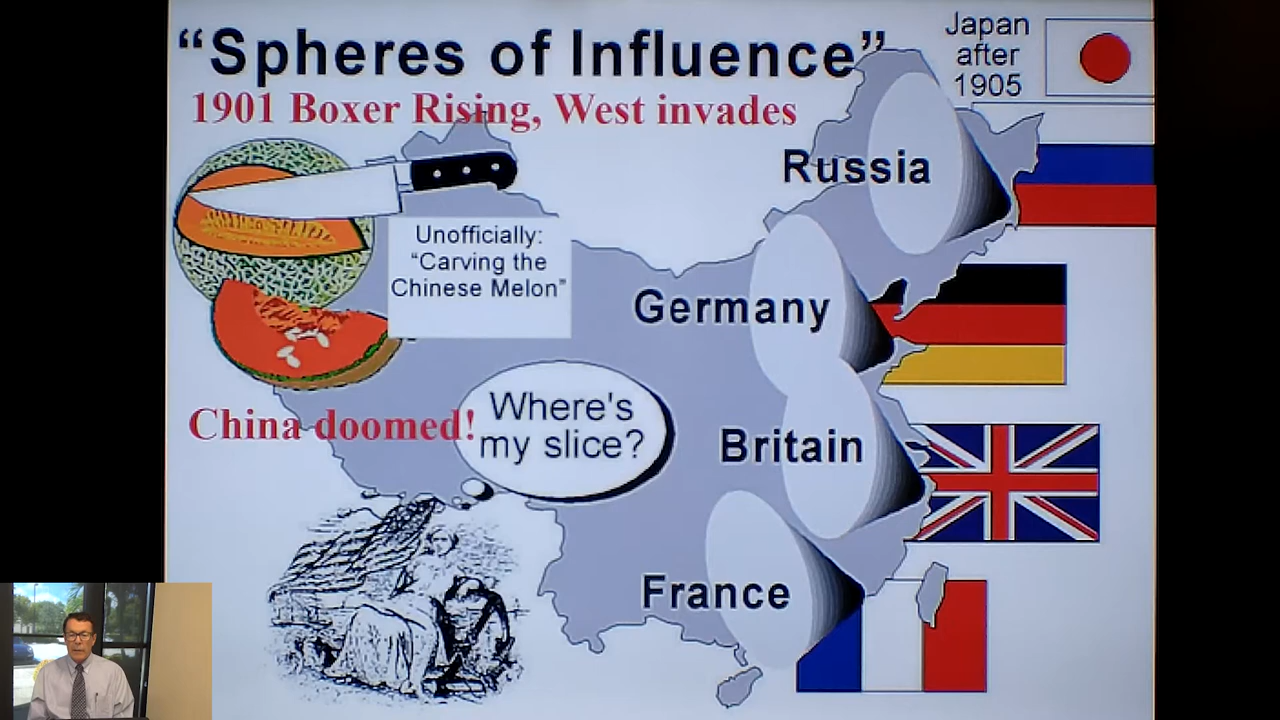 “Spheres of Influence”
1901 Boxer Rising, West invades
Japan
after
1905
Russia
Unofficially:
“Carving the
Chinese Melon”
Germany
Where's
my slice?
China doomed!
Britain
France